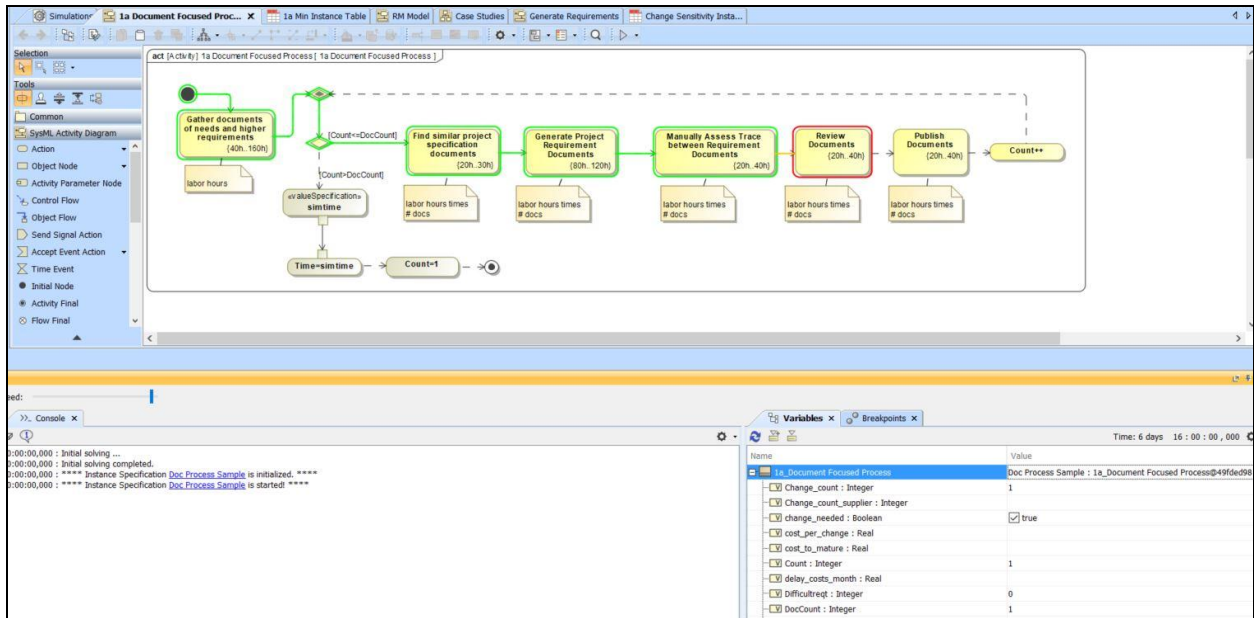 Simulation
1a Document Focused Proc... X
1a Min Instance Table
RM Model
Case Studies
Generate Requirements
Change Sensitivity Insta...
Selection
Tools
Common
SysML Activity Diagram
Action
Object Node
Activity Parameter Node
Control Flow
Object Flow
Send Signal Action
Accept Event Action
Time Event
Initial Node
Activity Final
Flow Final
act [Activity] 1a Document Focused Process [ 1a Document Focused Process ]
Gather documents
of needs and higher
requirements
{40h..160h}
labor hours
[Count<=DocCount]
[Count>DocCount]
Find similar project
specification
documents
{20h..30h}
labor hours times
# docs
Generate Project
Requirement
Documents
{80h..120h}
labor hours times
# docs
Manually Assess Trace
between Requirement
Documents
{20h..40h}
labor hours times
# docs
Review
Documents
{20h..40h}
labor hours times
# docs
Publish
Documents
{20h..40h}
labor hours times
# docs
Count++
«valueSpecification»
simtime
Time=simtime
Count=1
eed:
Console X
0:00:00,000 : Initial solving ...
0:00:00,000 : Initial solving completed.
0:00:00,000 : **** Instance Specification Doc Process Sample is initialized. ****
0:00:00,000 : **** Instance Specification Doc Process Sample is started! ****
Variables X
Breakpoints X
Time: 6 days 16 : 00 : 00 , 000
Name Value
1a_Document Focused Process Doc Process Sample : 1a_Document Focused Process@49fded98
Change_count : Integer 1
Change_count_supplier : Integer
change_needed : Boolean true
cost_per_change : Real
cost_to_mature : Real
Count : Integer 1
delay_costs_month : Real
Difficultreqt : Integer 0
DocCount : Integer 1